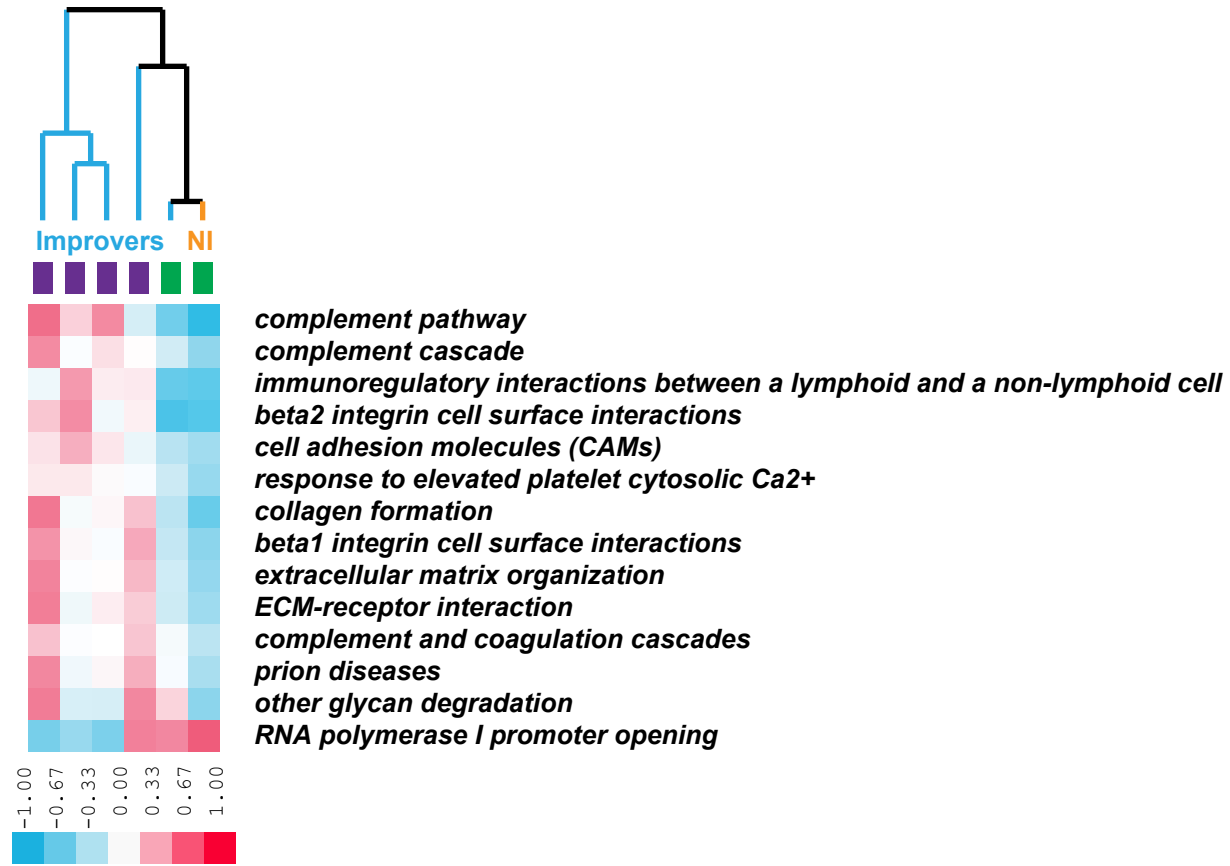 Improvers NI
complement pathway
complement cascade
immunoregulatory interactions between a lymphoid and a non-lymphoid cell
beta2 integrin cell surface interactions
cell adhesion molecules (CAMs)
response to elevated platelet cytosolic Ca2+
collagen formation
beta1 integrin cell surface interactions
extracellular matrix organization
ECM-receptor interaction
complement and coagulation cascades
prion diseases
other glycan degradation
RNA polymerase I promoter opening
-1.00
-0.67
-0.33
0.00
0.33
0.67
1.00